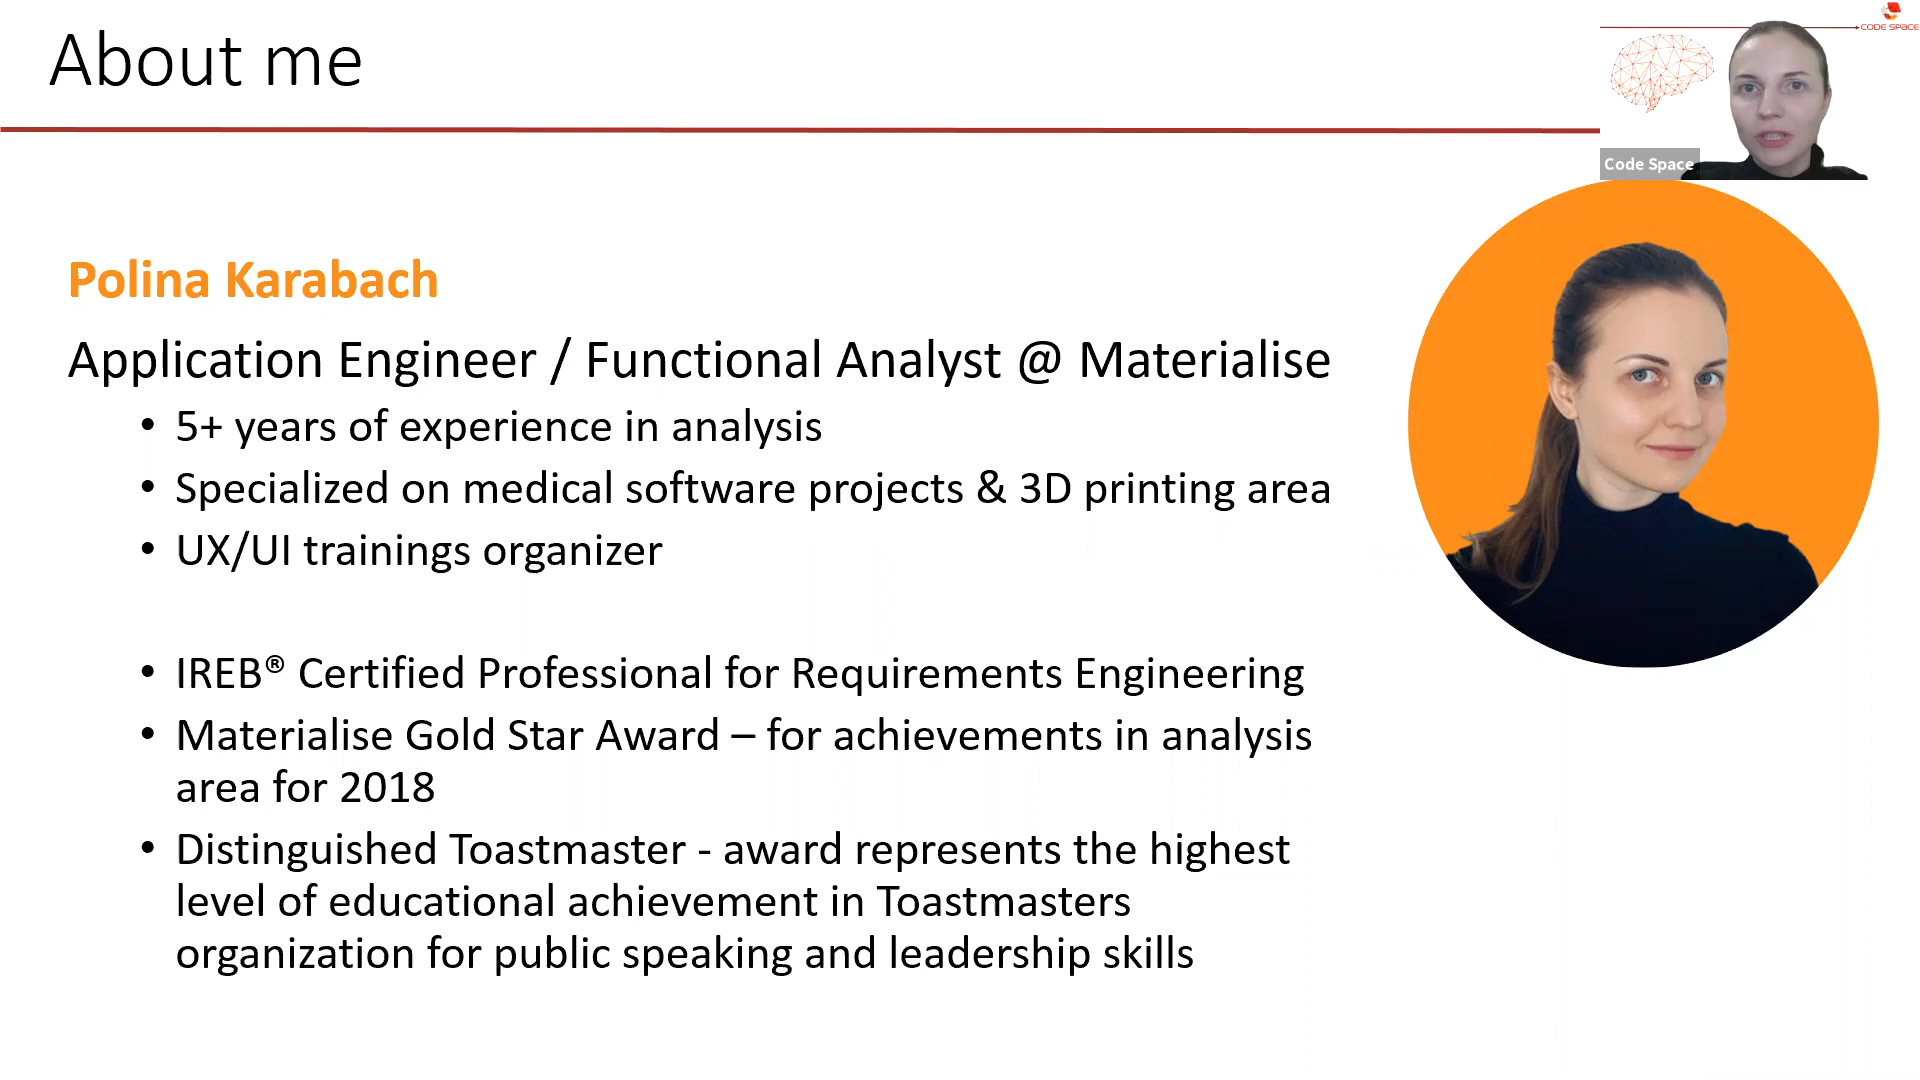 About me
CODE SPACE
Code Space
Polina Karabach
Application Engineer / Functional Analyst @ Materialise
• 5+ years of experience in analysis
• Specialized on medical software projects & 3D printing area
• UX/UI trainings organizer
• IREB® Certified Professional for Requirements Engineering
• Materialise Gold Star Award – for achievements in analysis
area for 2018
• Distinguished Toastmaster - award represents the highest
level of educational achievement in Toastmasters
organization for public speaking and leadership skills